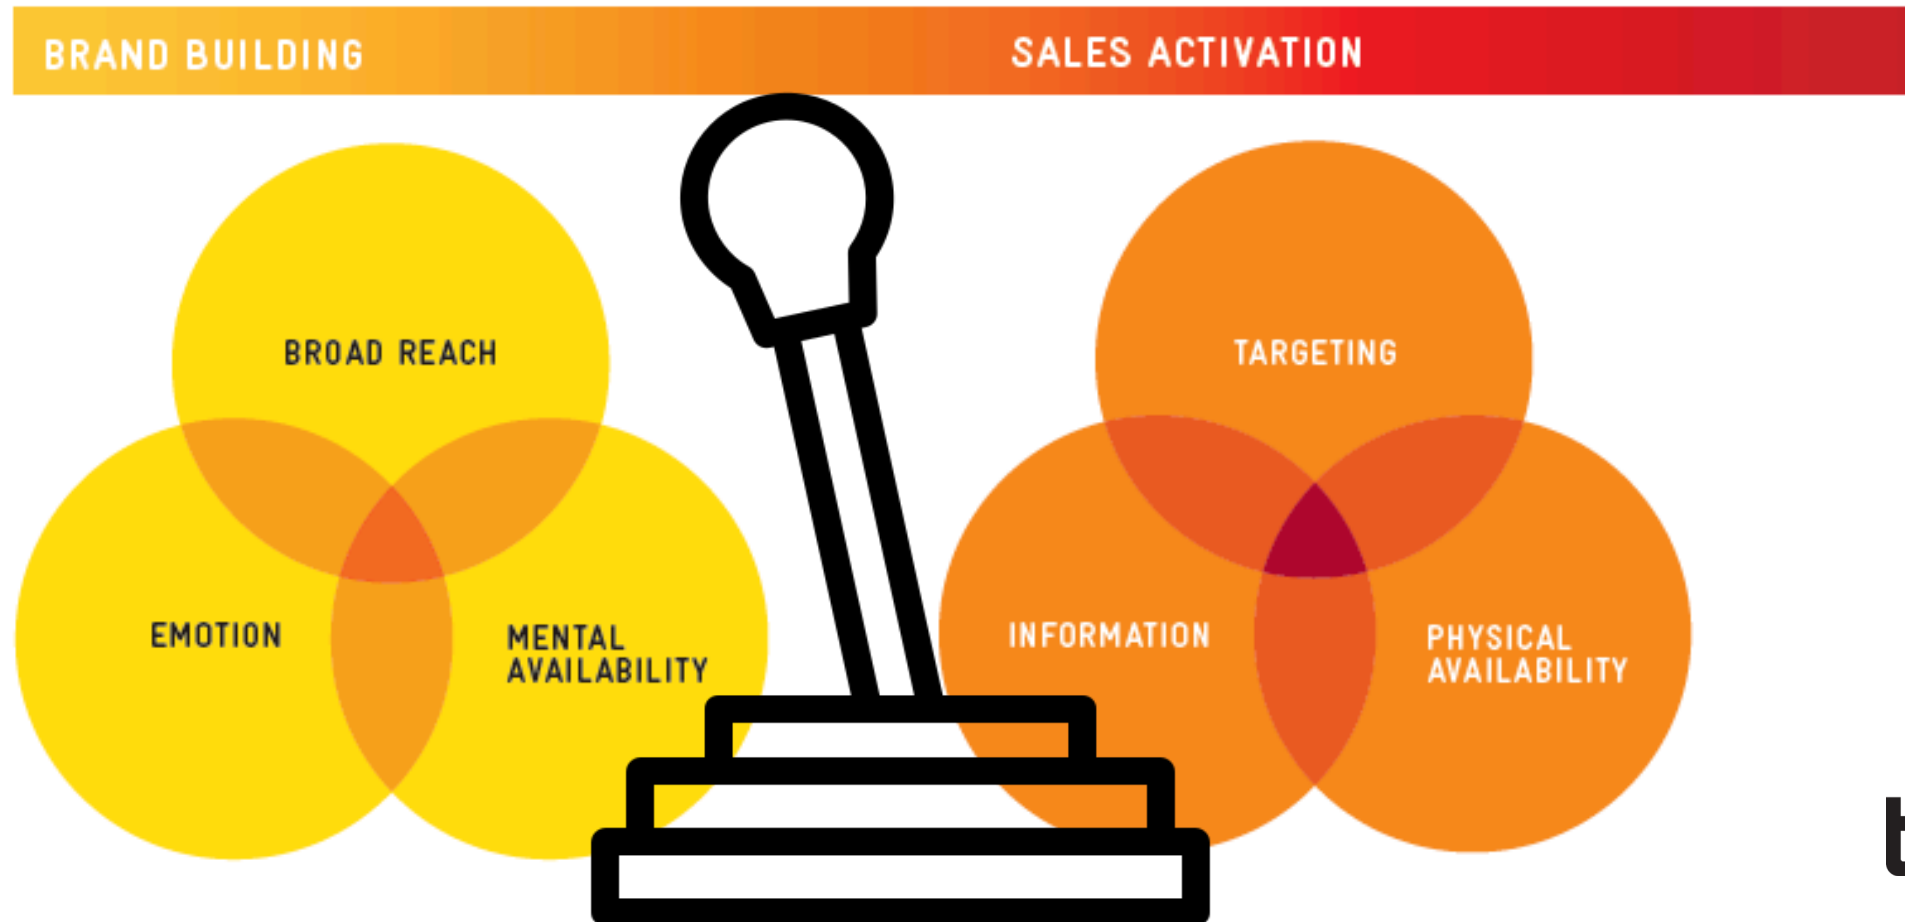 BRAND BUILDING
SALES ACTIVATION
BROAD REACH
EMOTION
MENTAL
AVAILABILITY
TARGETING
INFORMATION
PHYSICAL
AVAILABILITY